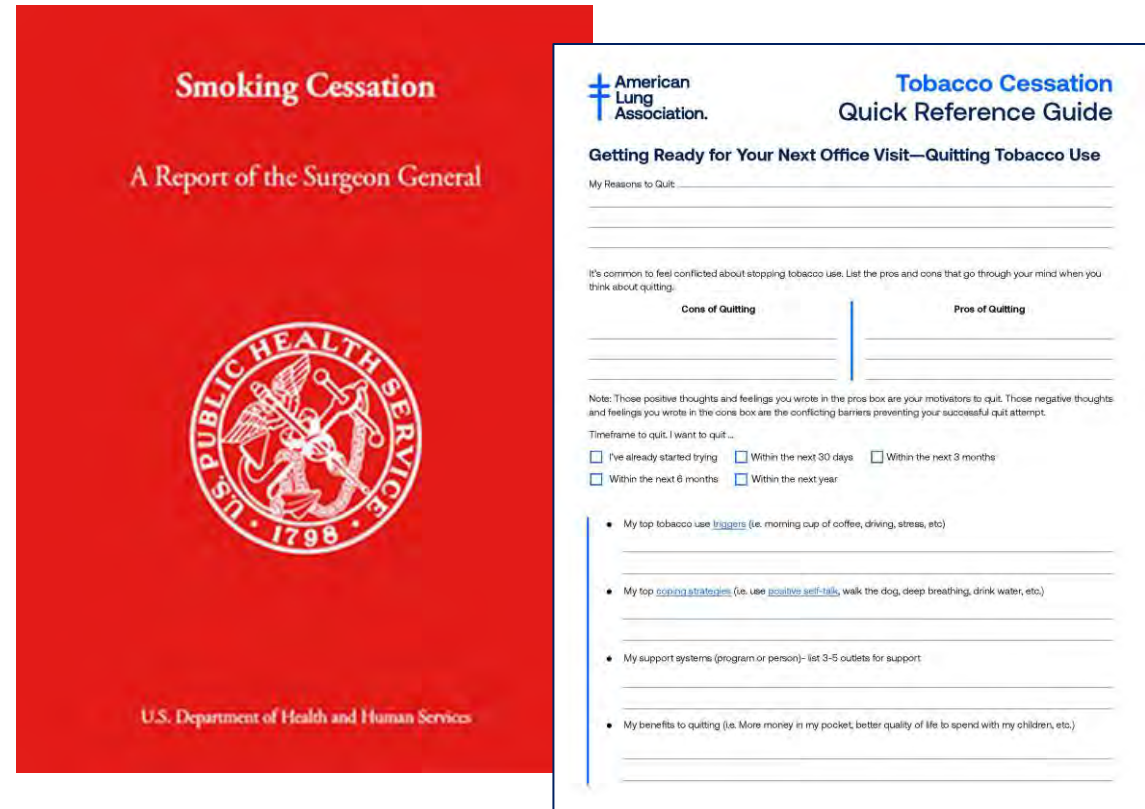 Smoking Cessation
A Report of the Surgeon General
U.S. PUBLIC HEALTH SERVICE
1798
U.S. Department of Health and Human Services
American
Lung
Association.
Tobacco Cessation
Quick Reference Guide
Getting Ready for Your Next Office Visit—Quitting Tobacco Use
My Reasons to Quit:
It's common to feel conflicted about stopping tobacco use. List the pros and cons that go through your mind when you
think about quitting.
Cons of Quitting
Pros of Quitting
Note: Those positive thoughts and feelings you wrote in the pros box are your motivators to quit. Those negative thoughts
and feelings you wrote in the cons box are the conflicting barriers preventing your successful quit attempt.
Timeframe to quit. I want to quit ...
I've already started trying Within the next 30 days Within the next 3 months
Within the next 6 months Within the next year
• My top tobacco use triggers (i.e. morning cup of coffee, driving, stress, etc)
• My top coping strategies (i.e. use positive self-talk, walk the dog, deep breathing, drink water, etc.)
• My support systems (program or person)- list 3-5 outlets for support
• My benefits to quitting (i.e. More money in my pocket, better quality of life to spend with my children, etc.)